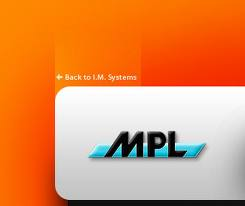 ← Back to I.M. Systems
MPL